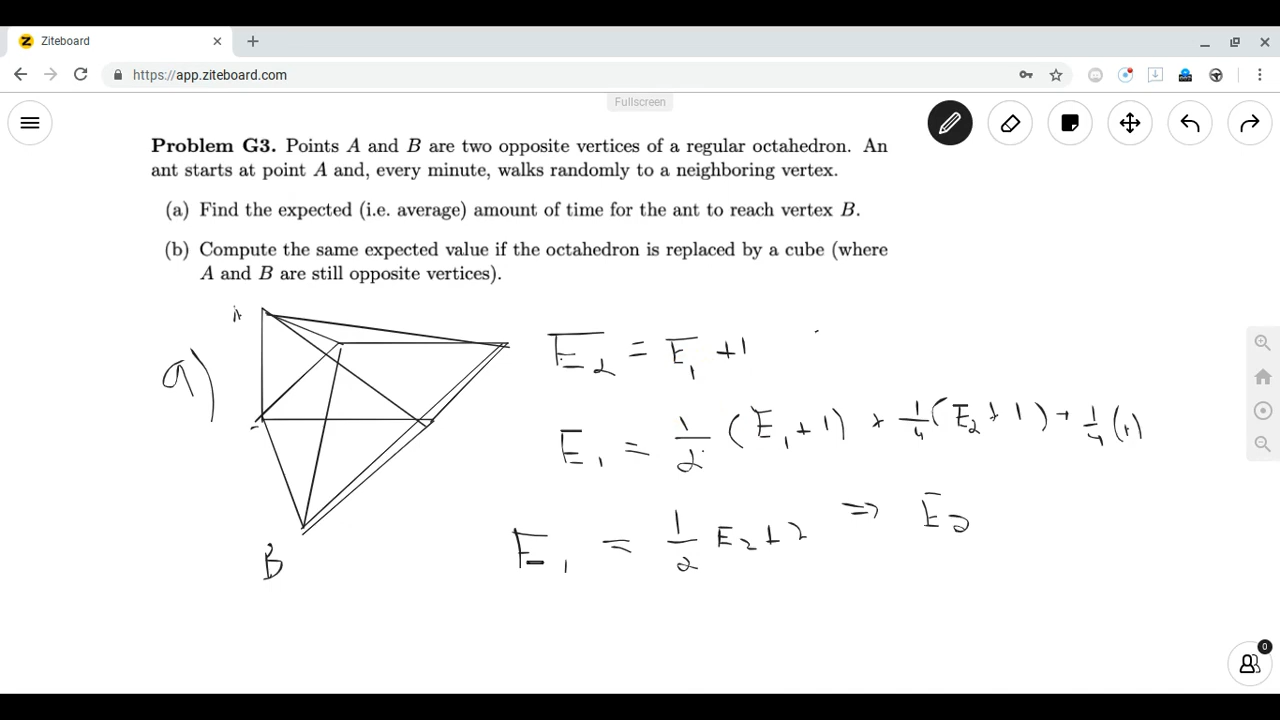 Ziteboard
https://app.ziteboard.com
Fullscreen
Problem G3. Points A and B are two opposite vertices of a regular octahedron. An
ant starts at point A and, every minute, walks randomly to a neighboring vertex.
(a) Find the expected (i.e. average) amount of time for the ant to reach vertex B.
(b) Compute the same expected value if the octahedron is replaced by a cube (where
A and B are still opposite vertices).
A
a)
E₂ = E₁ + 1
E₁ = 1/2 (E₁ + 1) + 1/4 (E₂ + 1) + 1/4 (1)
E₁ = 1/2 E₂ + 2 => E₂
B
0